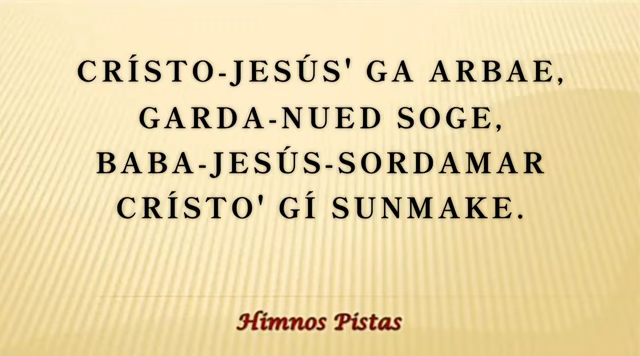 CRÍSTO-JESÚS' GA ARBAE,
GARDA-NUED SOGE,
BABA-JESÚS-SORDAMAR
CRÍSTO' GÍ SUNMAKE.
Himnos Pistas